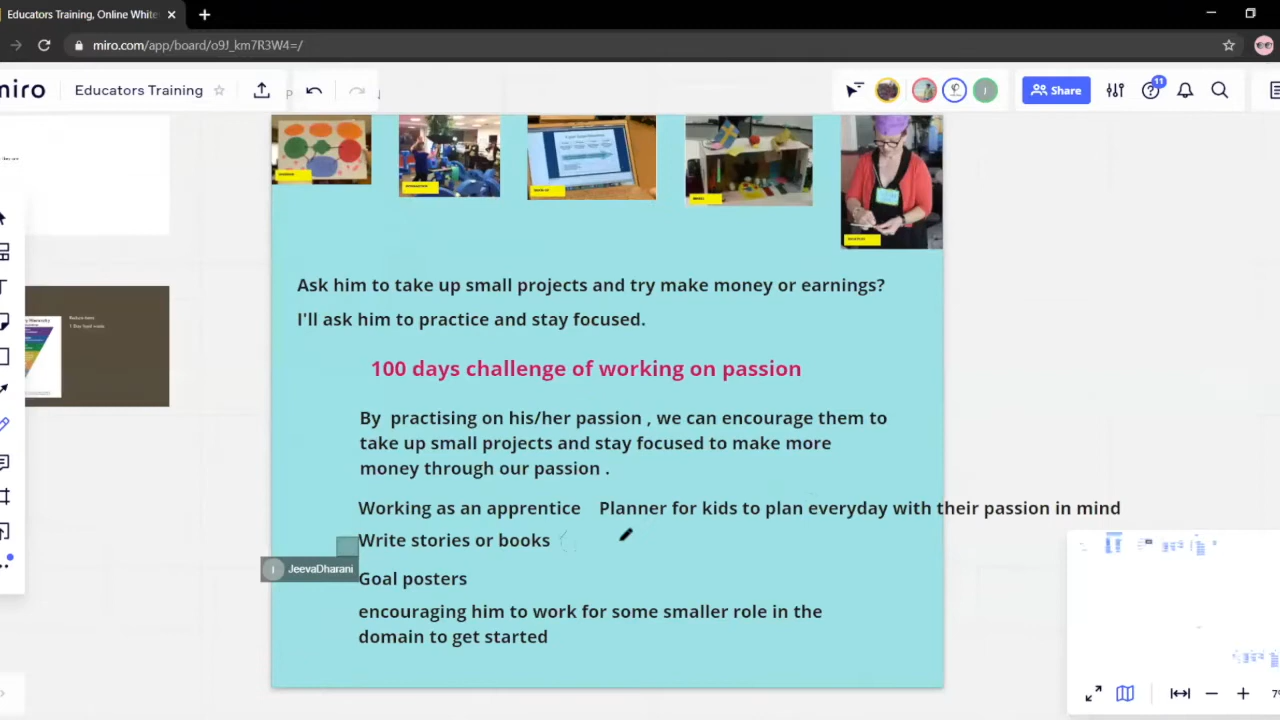 Educators Training, Online White
miro.com/app/board/o9J_km7R3W4=/
miro
Educators Training
Share
11
Ask him to take up small projects and try make money or earnings?
I'll ask him to practice and stay focused.
100 days challenge of working on passion
By practising on his/her passion , we can encourage them to
take up small projects and stay focused to make more
money through our passion .
Working as an apprentice
Planner for kids to plan everyday with their passion in mind
Write stories or books
JeevaDharani
Goal posters
encouraging him to work for some smaller role in the
domain to get started